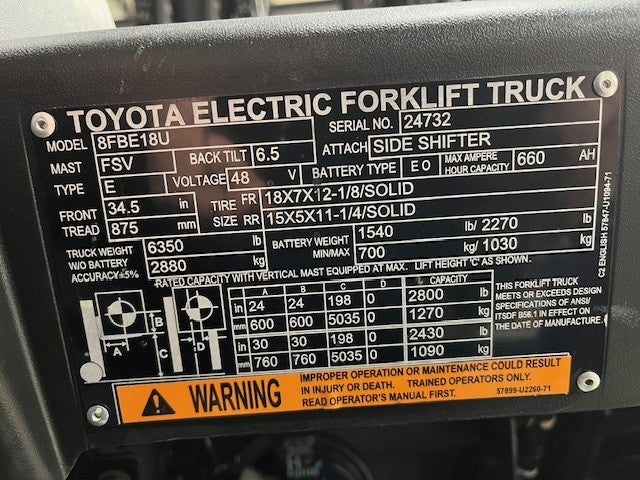 TOYOTA ELECTRIC FORKLIFT TRUCK
MODEL 8FBE18U SERIAL NO. 24732
MAST FSV BACK TILT 6.5 ATTACH SIDE SHIFTER
TYPE E VOLTAGE 48 V BATTERY TYPE E O MAX AMPERE HOUR CAPACITY 660 AH
FRONT TREAD 34.5 in TIRE SIZE FR 18X7X12-1/8/SOLID
875 mm RR 15X5X11-1/4/SOLID
TRUCK WEIGHT W/O BATTERY ACCURACY±5% 6350 lb BATTERY WEIGHT MIN/MAX 1540 lb/ 2270
2880 kg 700 kg/ 1030 kg
RATED CAPACITY WITH VERTICAL MAST EQUIPPED AT MAX. LIFT HEIGHT 'C' AS SHOWN.
A B C D CAPACITY
in 24 24 198 0 2800 lb
mm 600 600 5035 0 1270 kg
in 30 30 198 0 2430 lb
mm 760 760 5035 0 1090 kg
A B C D
THIS FORKLIFT TRUCK
MEETS OR EXCEEDS DESIGN
SPECIFICATIONS OF ANSI/
ITSDF B56.1 IN EFFECT ON
THE DATE OF MANUFACTURE.
C2 ENGLISH 57847-U1094-71
WARNING
IMPROPER OPERATION OR MAINTENANCE COULD RESULT
IN INJURY OR DEATH. TRAINED OPERATORS ONLY.
READ OPERATOR'S MANUAL FIRST. 57899-U2260-71